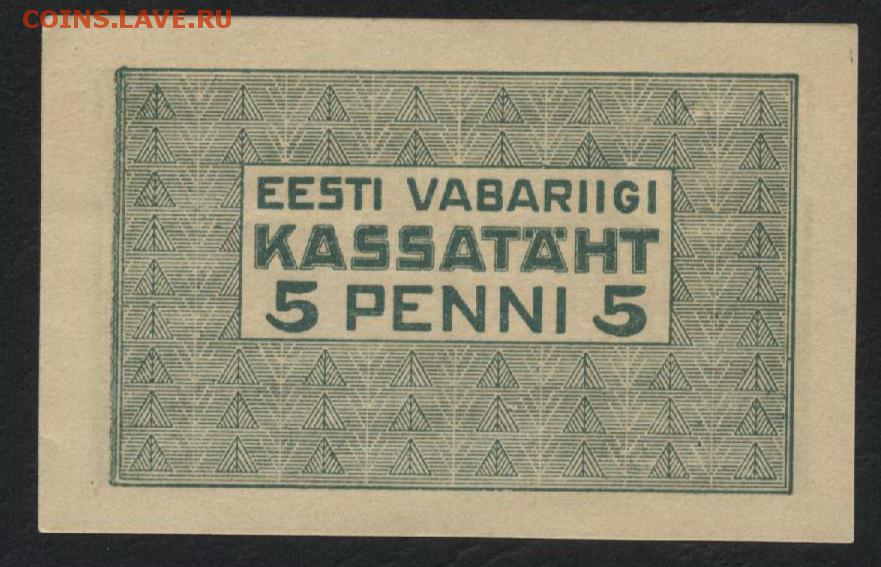 COINS.LAVE.RU
EESTI VABARIIGI
KASSATÄHT
5 PENNI 5